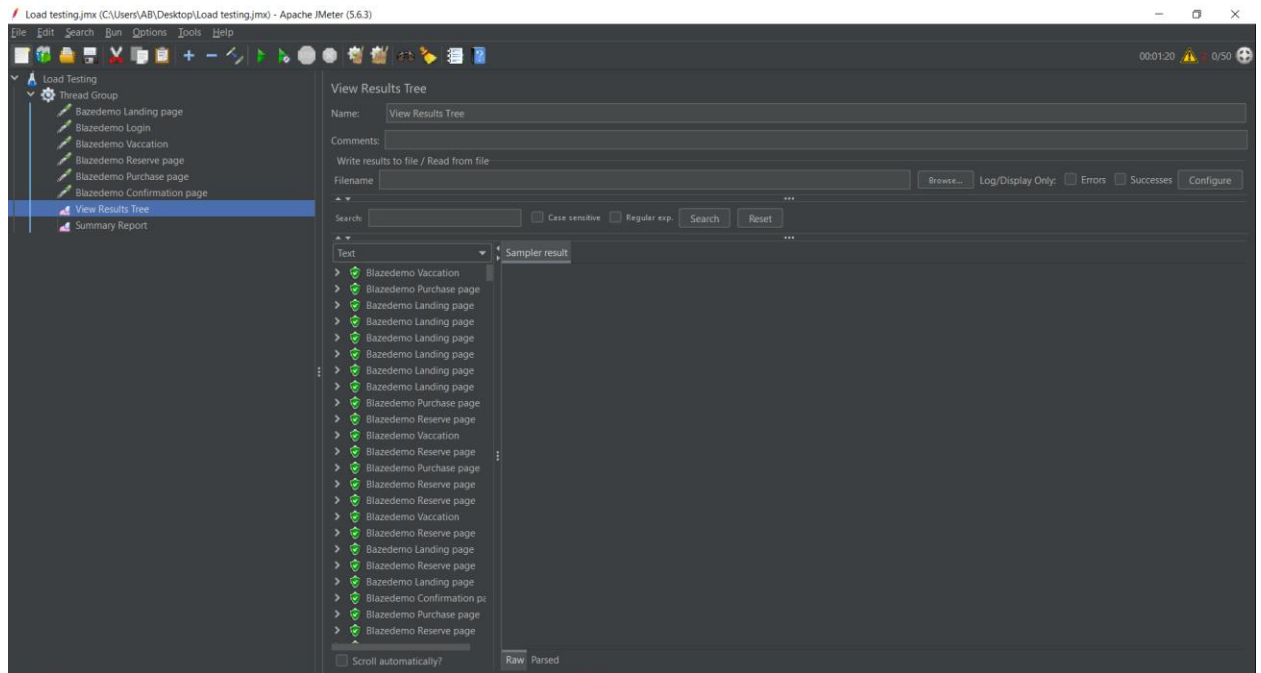 Load testing.jmx (C:\Users\AB\Desktop\Load testing.jmx) - Apache JMeter (5.6.3)
File Edit Search Run Options Tools Help
00:01:20 0/50
Load Testing
Thread Group
Bazedemo Landing page
Blazedemo Login
Blazedemo Vaccation
Blazedemo Reserve page
Blazedemo Purchase page
Blazedemo Confirmation page
View Results Tree
Summary Report
View Results Tree
Name: View Results Tree
Comments:
Write results to file / Read from file
Filename Browse... Log/Display Only: Errors Successes Configure
Search: Case sensitive Regular exp. Search Reset
Text
Sampler result
Blazedemo Vaccation
Blazedemo Purchase page
Bazedemo Landing page
Bazedemo Landing page
Bazedemo Landing page
Bazedemo Landing page
Bazedemo Landing page
Bazedemo Landing page
Blazedemo Purchase page
Blazedemo Reserve page
Blazedemo Vaccation
Blazedemo Reserve page
Blazedemo Purchase page
Blazedemo Reserve page
Blazedemo Reserve page
Blazedemo Vaccation
Blazedemo Reserve page
Bazedemo Landing page
Blazedemo Reserve page
Bazedemo Landing page
Blazedemo Confirmation pa
Blazedemo Purchase page
Blazedemo Reserve page
Scroll automatically?
Raw Parsed